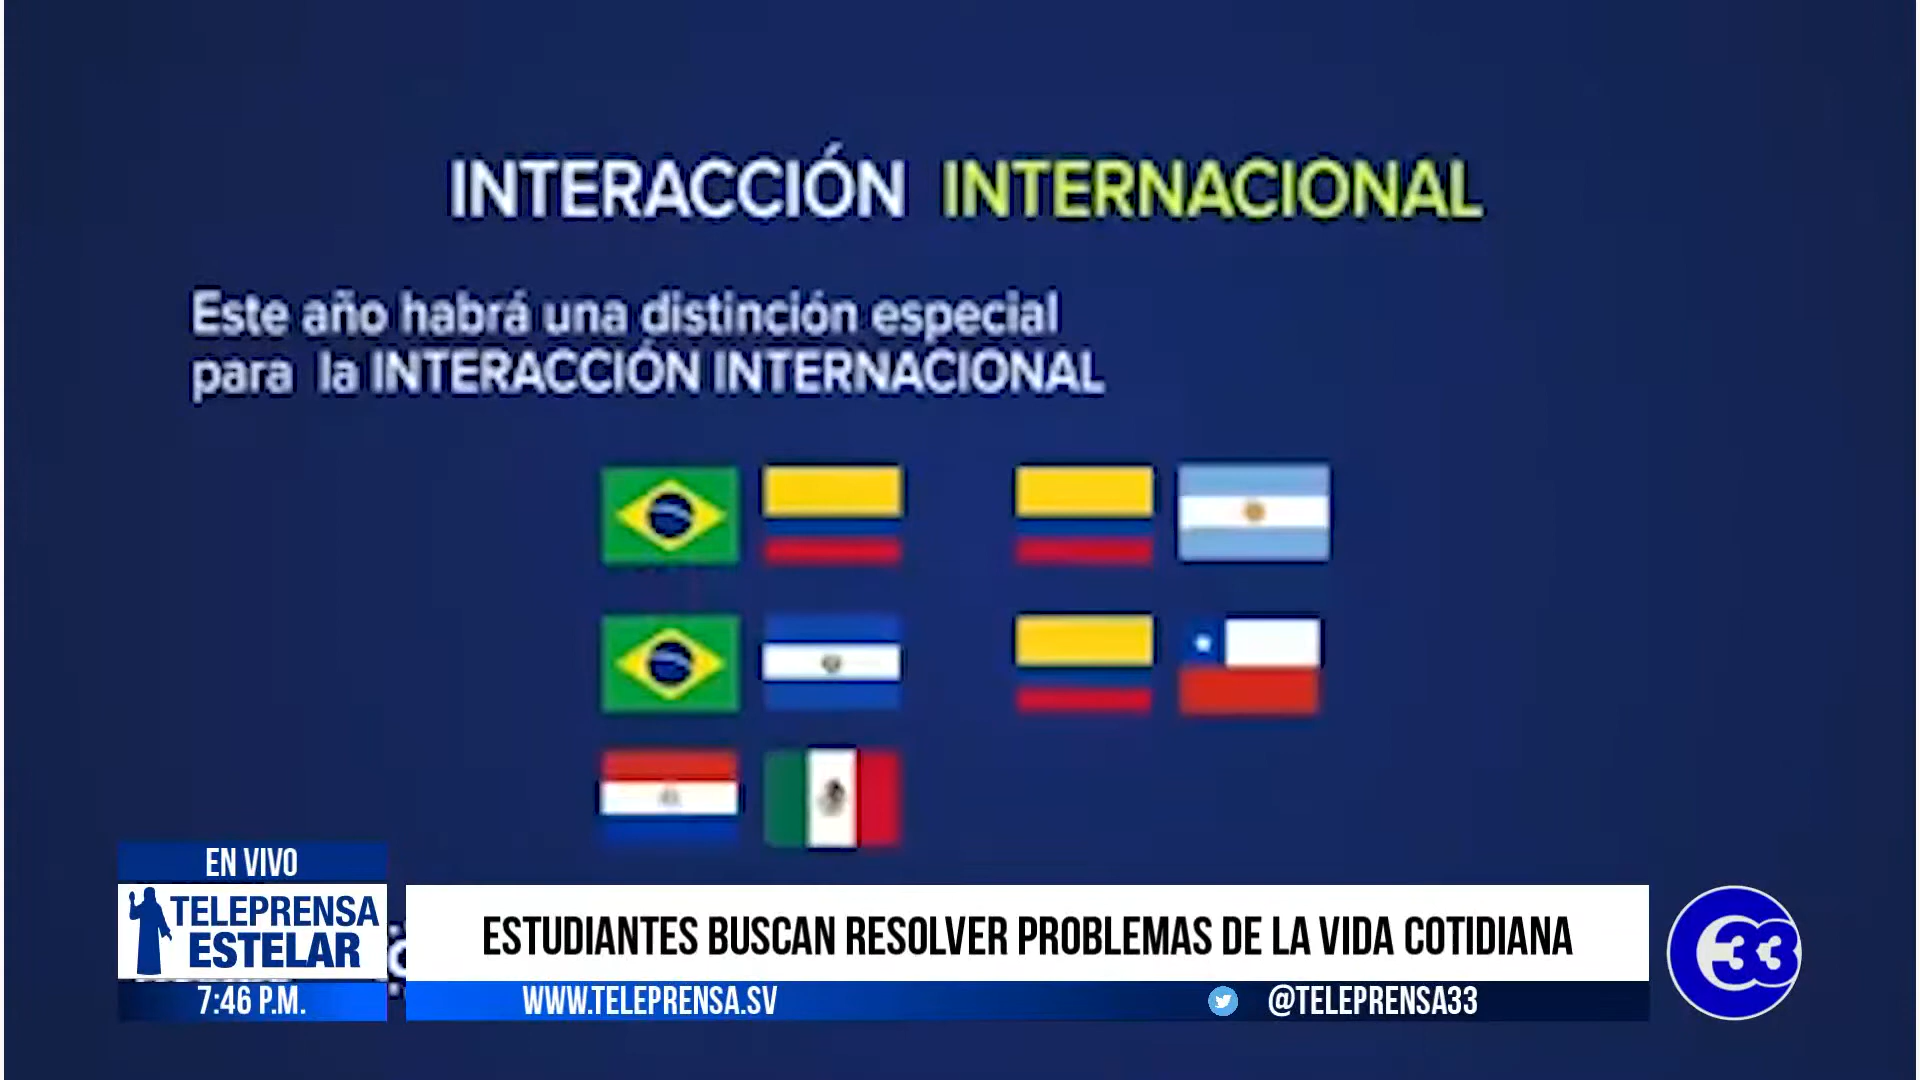 INTERACCIÓN INTERNACIONAL
Este año habrá una distinción especial
para la INTERACCIÓN INTERNACIONAL
EN VIVO
TELEPRENSA
ESTELAR
7:46 P.M.
ESTUDIANTES BUSCAN RESOLVER PROBLEMAS DE LA VIDA COTIDIANA
WWW.TELEPRENSA.SV
@TELEPRENSA33
33